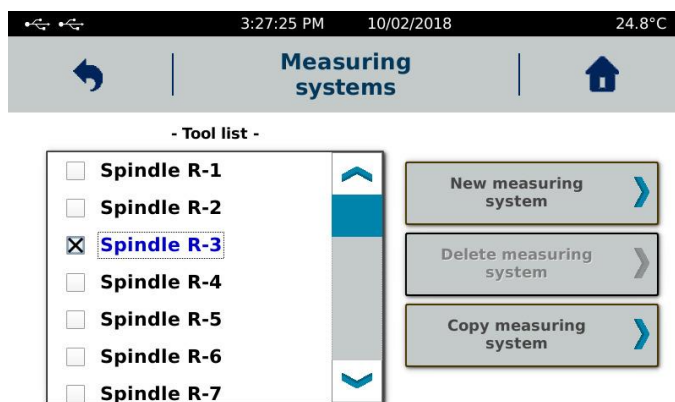 3:27:25 PM 10/02/2018 24.8°C
Measuring
systems
- Tool list -
Spindle R-1
Spindle R-2
Spindle R-3
Spindle R-4
Spindle R-5
Spindle R-6
Spindle R-7
New measuring
system
Delete measuring
system
Copy measuring
system